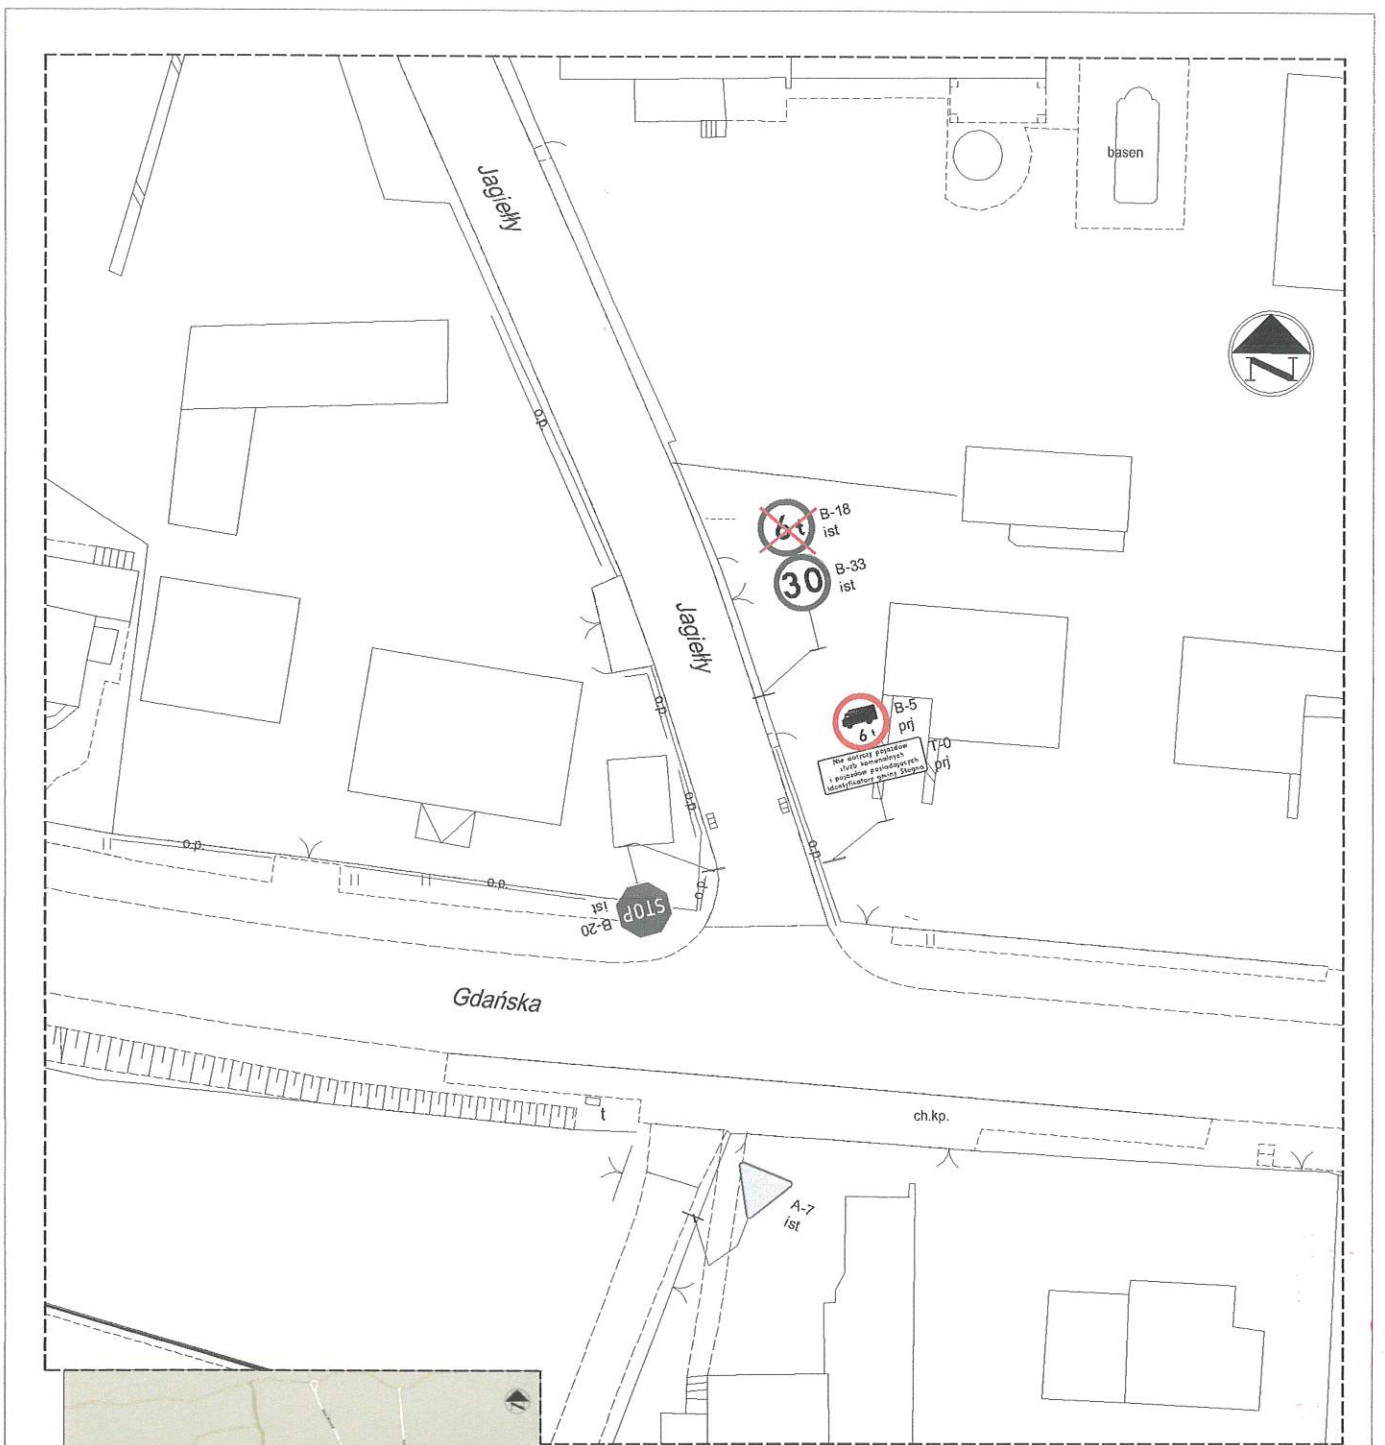 Jagiełły
basen
N
o.p.
6 t
B-18
ist
30
B-33
ist
Jagiełły
B-5
prj
6 t
T-0
prj
Nie dotyczy pojazdów
służb komunalnych
i pojazdów posiadających
identyfikatory gminy Stegna
o.p.
o.p.
o.p.
o.p.
o.p.
o.p.
STOP
B-20
ist
Gdańska
t
ch.kp.
A-7
ist